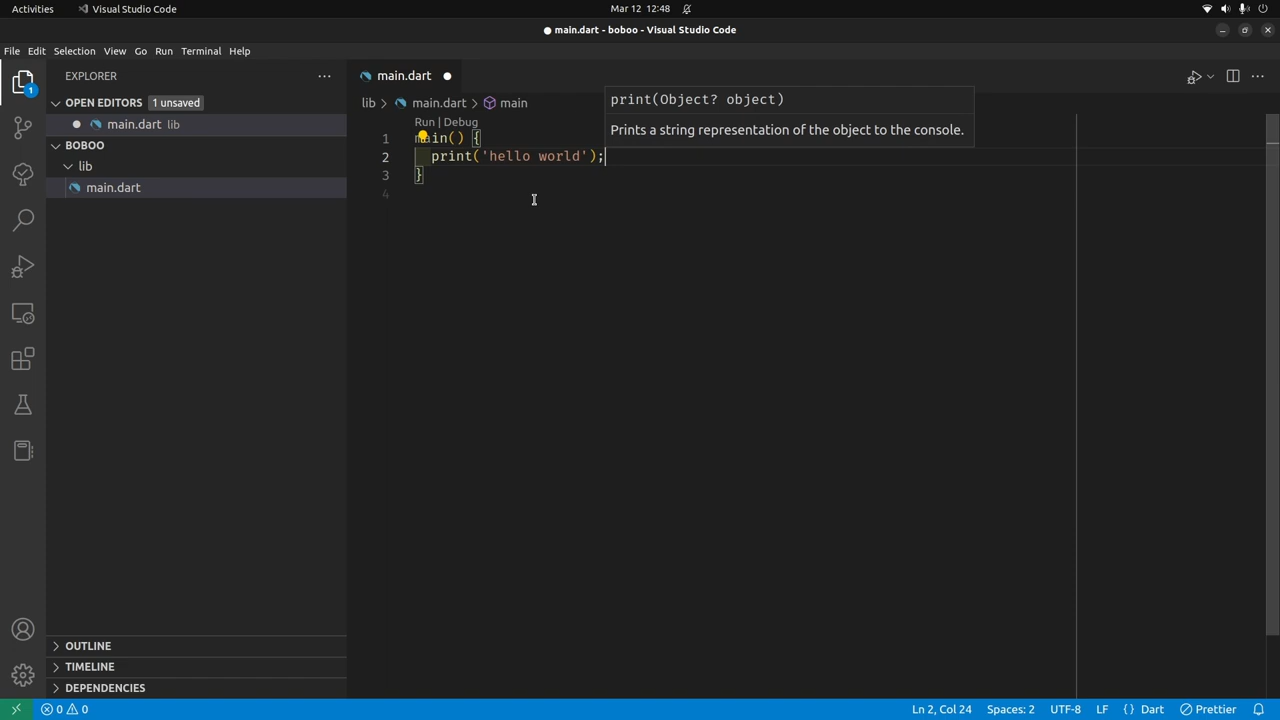 Activities
Visual Studio Code
Mar 12 12:48
main.dart - boboo - Visual Studio Code
File Edit Selection View Go Run Terminal Help
EXPLORER
OPEN EDITORS 1 unsaved
main.dart lib
BOBOO
lib
main.dart
1
OUTLINE
TIMELINE
DEPENDENCIES
main.dart
lib > main.dart > main
Run | Debug
1 main() {
2 print('hello world');
3 }
4
print(Object? object)
Prints a string representation of the object to the console.
0 0
Ln 2, Col 24 Spaces: 2 UTF-8 LF {} Dart Prettier